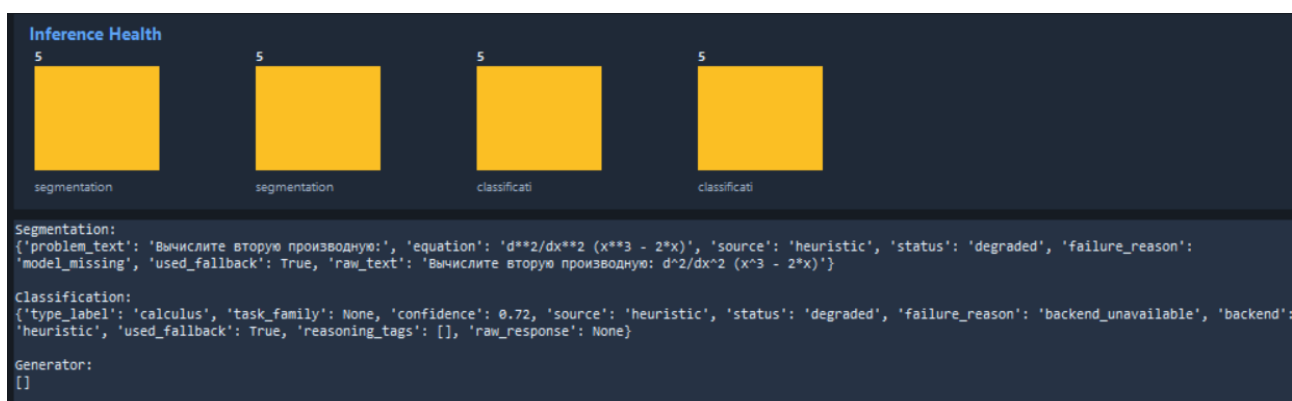 Inference Health
5 5 5 5
segmentation segmentation classificati classificati
Segmentation:
{'problem_text': 'Вычислите вторую производную:', 'equation': 'd**2/dx**2 (x**3 - 2*x)', 'source': 'heuristic', 'status': 'degraded', 'failure_reason':
'model_missing', 'used_fallback': True, 'raw_text': 'Вычислите вторую производную: d^2/dx^2 (x^3 - 2*x)'}
Classification:
{'type_label': 'calculus', 'task_family': None, 'confidence': 0.72, 'source': 'heuristic', 'status': 'degraded', 'failure_reason': 'backend_unavailable', 'backend':
'heuristic', 'used_fallback': True, 'reasoning_tags': [], 'raw_response': None}
Generator:
[]